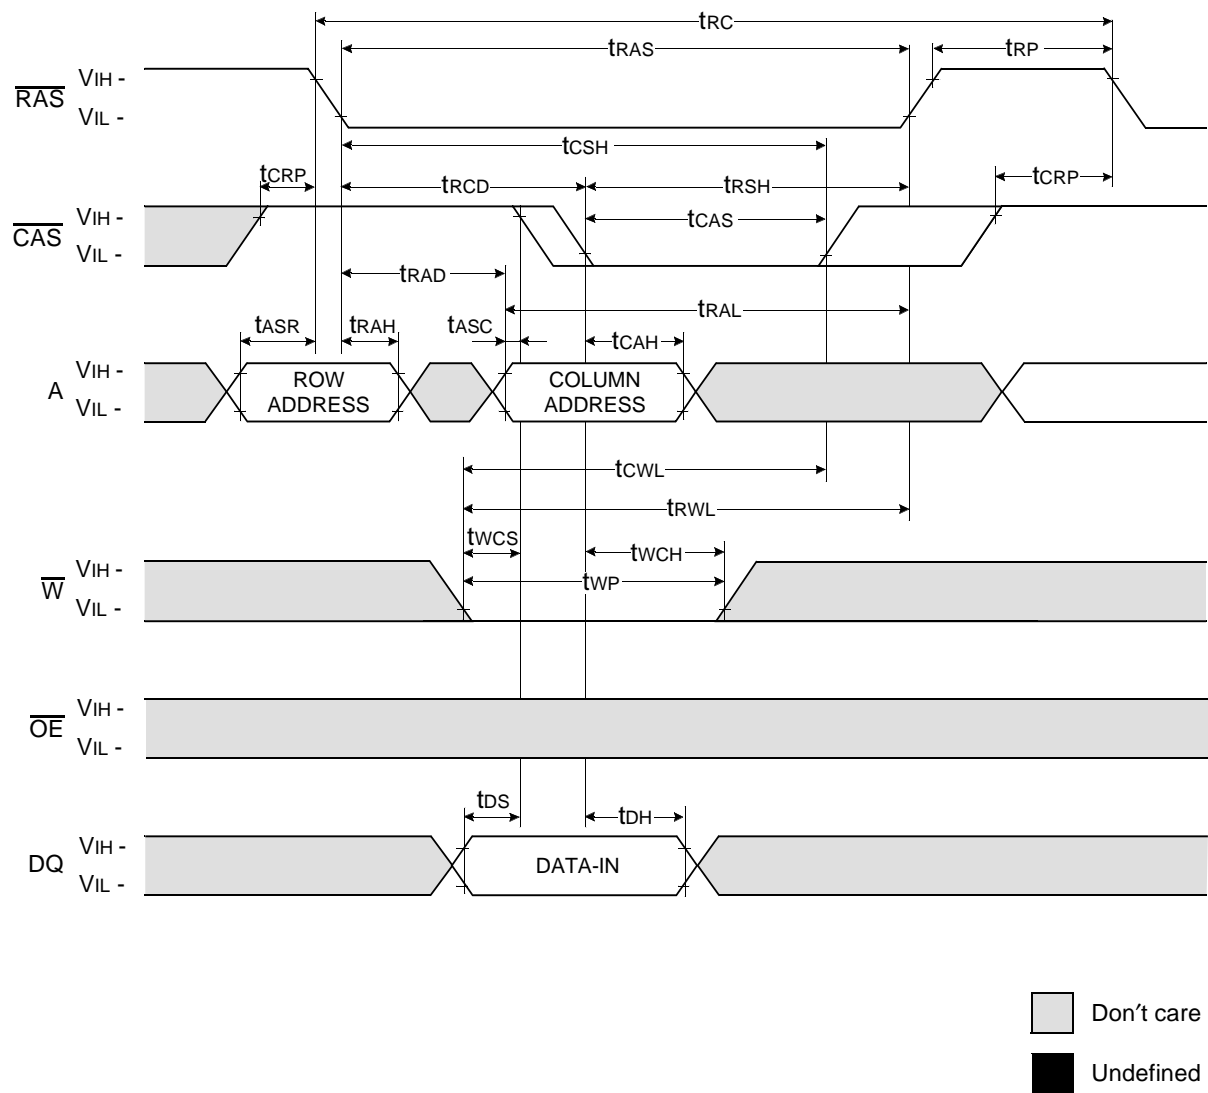 tRC
tRAS
tRP
RAS
VIH -
VIL -
tCSH
tCRP
tRCD
tRSH
tCRP
CAS
VIH -
VIL -
tCAS
tRAD
tRAL
tASR
tRAH
tASC
tCAH
A
VIH -
VIL -
ROW
ADDRESS
COLUMN
ADDRESS
tCWL
tRWL
tWCS
tWCH
W
VIH -
VIL -
tWP
OE
VIH -
VIL -
tDS
tDH
DQ
VIH -
VIL -
DATA-IN
Don′t care
Undefined